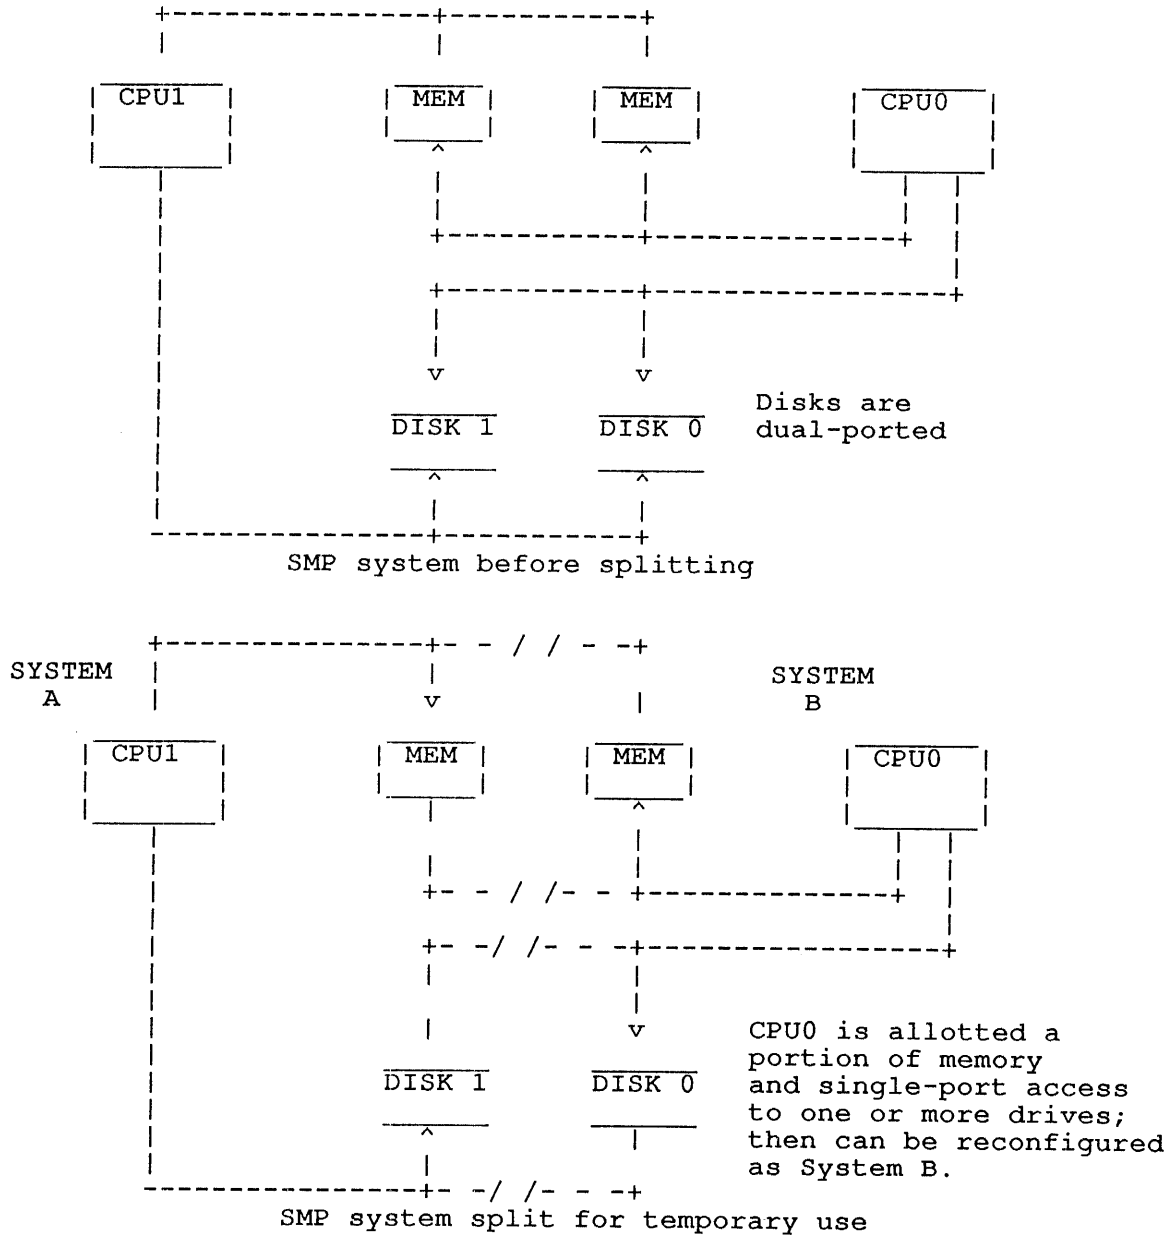 CPU1 MEM MEM CPU0
Disks are
dual-ported
DISK 1 DISK 0
SMP system before splitting
SYSTEM
A
SYSTEM
B
CPU1 MEM MEM CPU0
CPU0 is allotted a
portion of memory
and single-port access
to one or more drives;
then can be reconfigured
as System B.
DISK 1 DISK 0
SMP system split for temporary use